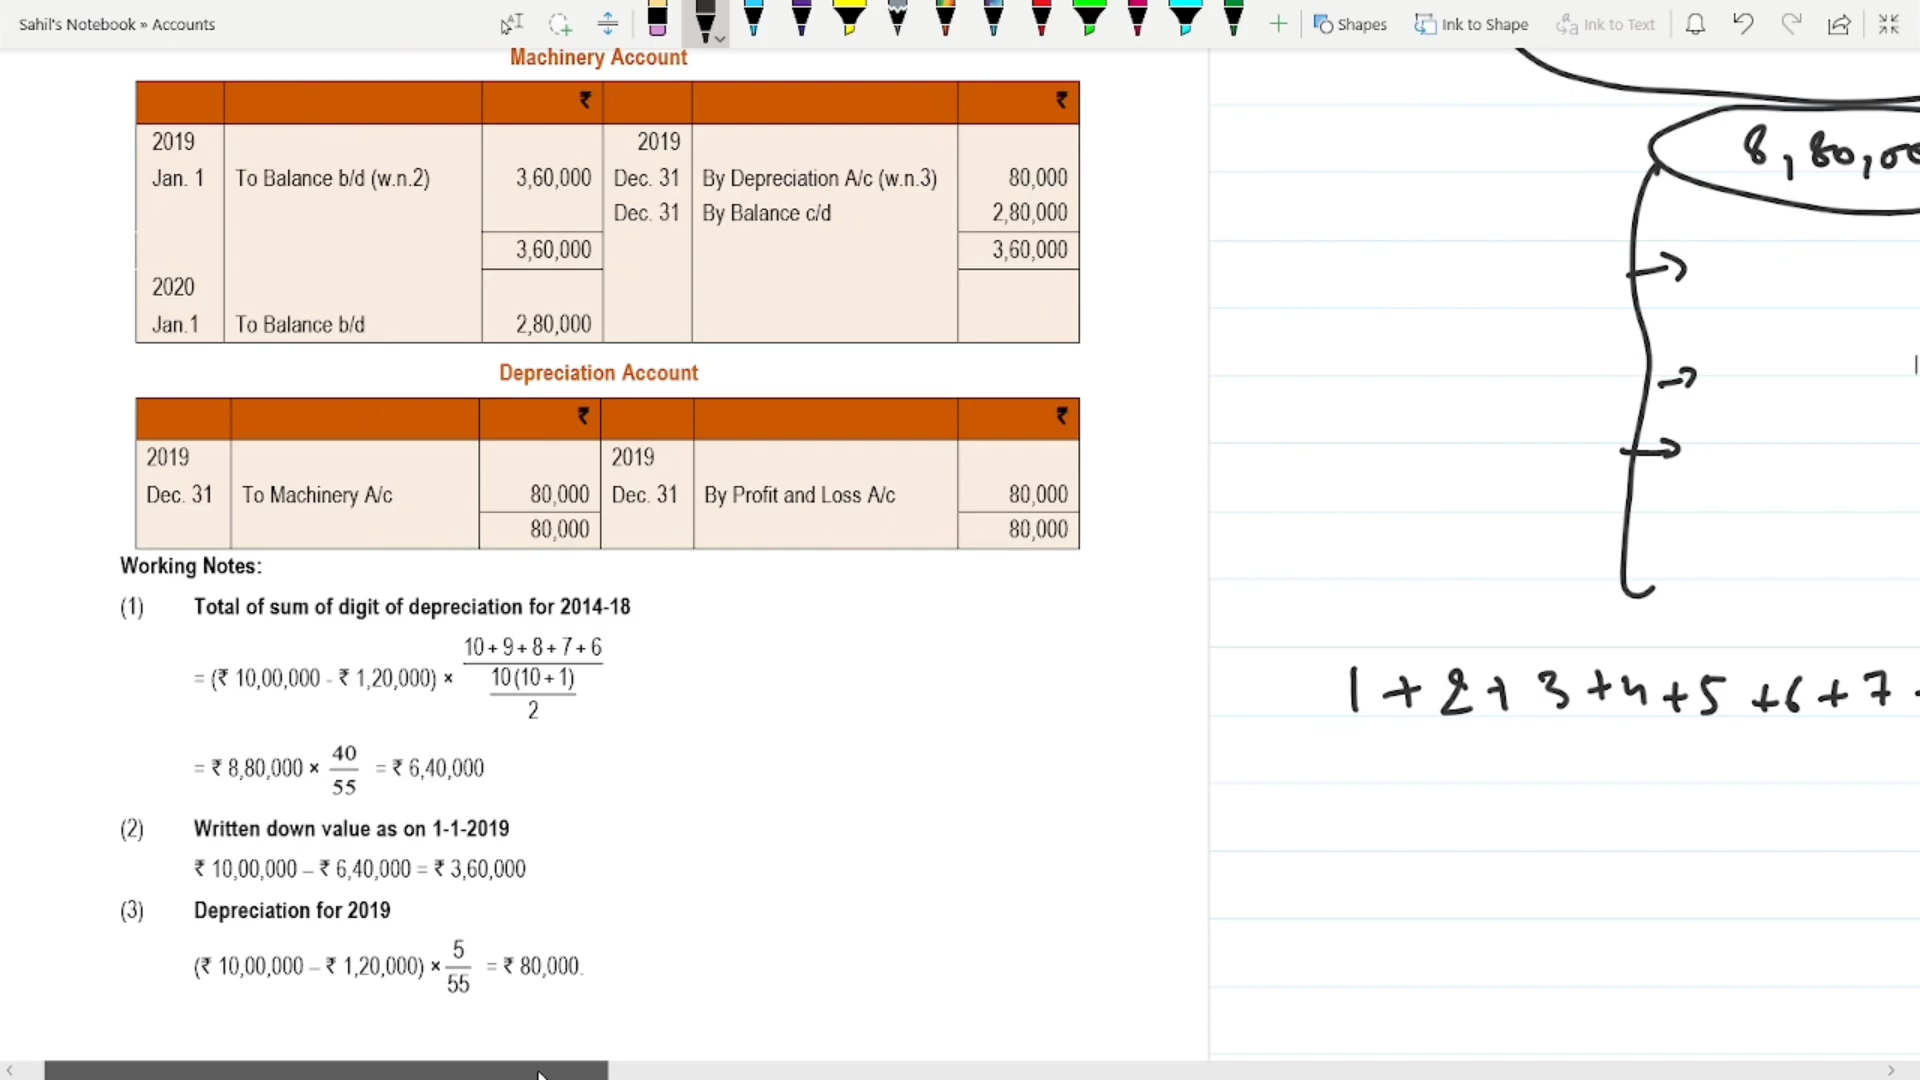 Sahil's Notebook » Accounts
Shapes Ink to Shape Ink to Text
Machinery Account
₹ ₹
2019 2019
Jan. 1 To Balance b/d (w.n.2) 3,60,000 Dec. 31 By Depreciation A/c (w.n.3) 80,000
Dec. 31 By Balance c/d 2,80,000
3,60,000 3,60,000
2020
Jan.1 To Balance b/d 2,80,000
Depreciation Account
₹ ₹
2019 2019
Dec. 31 To Machinery A/c 80,000 Dec. 31 By Profit and Loss A/c 80,000
80,000 80,000
Working Notes:
(1) Total of sum of digit of depreciation for 2014-18
10 + 9 + 8 + 7 + 6
= (₹ 10,00,000 - ₹ 1,20,000) × 10 (10 + 1)
2
= ₹ 8,80,000 × 40/55 = ₹ 6,40,000
(2) Written down value as on 1-1-2019
₹ 10,00,000 – ₹ 6,40,000 = ₹ 3,60,000
(3) Depreciation for 2019
(₹ 10,00,000 – ₹ 1,20,000) × 5/55 = ₹ 80,000.
8,80,00
1 + 2 + 3 + 4 + 5 + 6 + 7